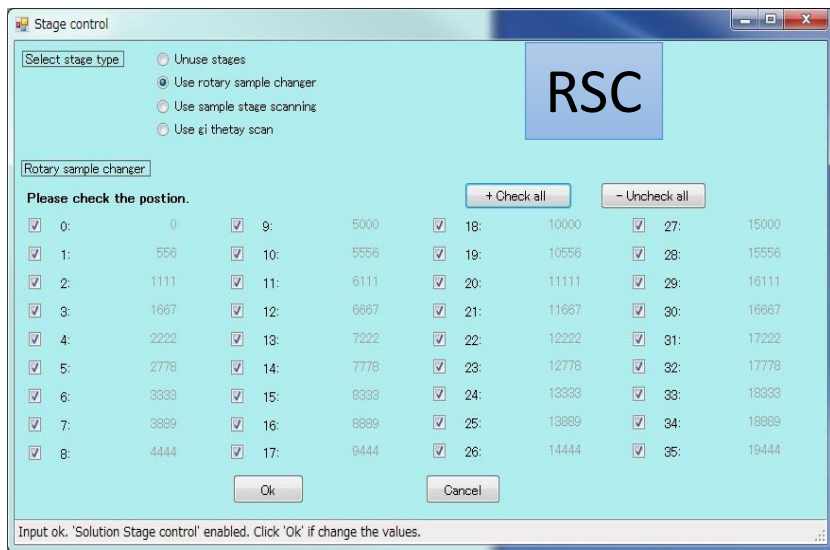 Stage control
Select stage type
Unuse stages
Use rotary sample changer
Use sample stage scanning
Use gi thetay scan
RSC
Rotary sample changer
Please check the postion.
+ Check all
- Uncheck all
0: 0 9: 5000 18: 10000 27: 15000
1: 556 10: 5556 19: 10556 28: 15556
2: 1111 11: 6111 20: 11111 29: 16111
3: 1667 12: 6667 21: 11667 30: 16667
4: 2222 13: 7222 22: 12222 31: 17222
5: 2778 14: 7778 23: 12778 32: 17778
6: 3333 15: 8333 24: 13333 33: 18333
7: 3889 16: 8889 25: 13889 34: 18889
8: 4444 17: 9444 26: 14444 35: 19444
Ok
Cancel
Input ok. 'Solution Stage control' enabled. Click 'Ok' if change the values.